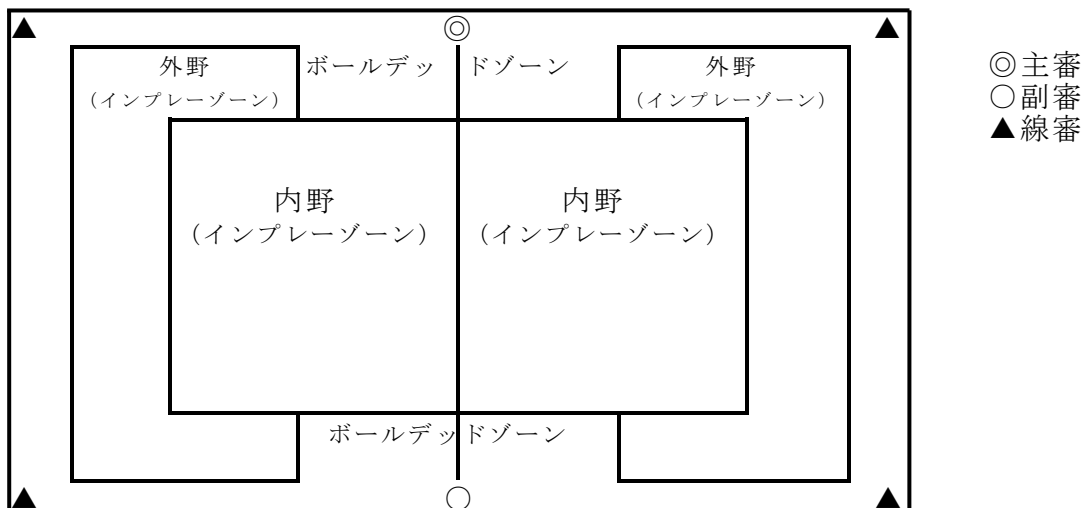 ◎
▲ ▲
外野 ボールデッドゾーン 外野
(インプレーゾーン) (インプレーゾーン)
内野 内野
(インプレーゾーン) (インプレーゾーン)
ボールデッドゾーン
▲ ○ ▲
◎主審
○副審
▲線審